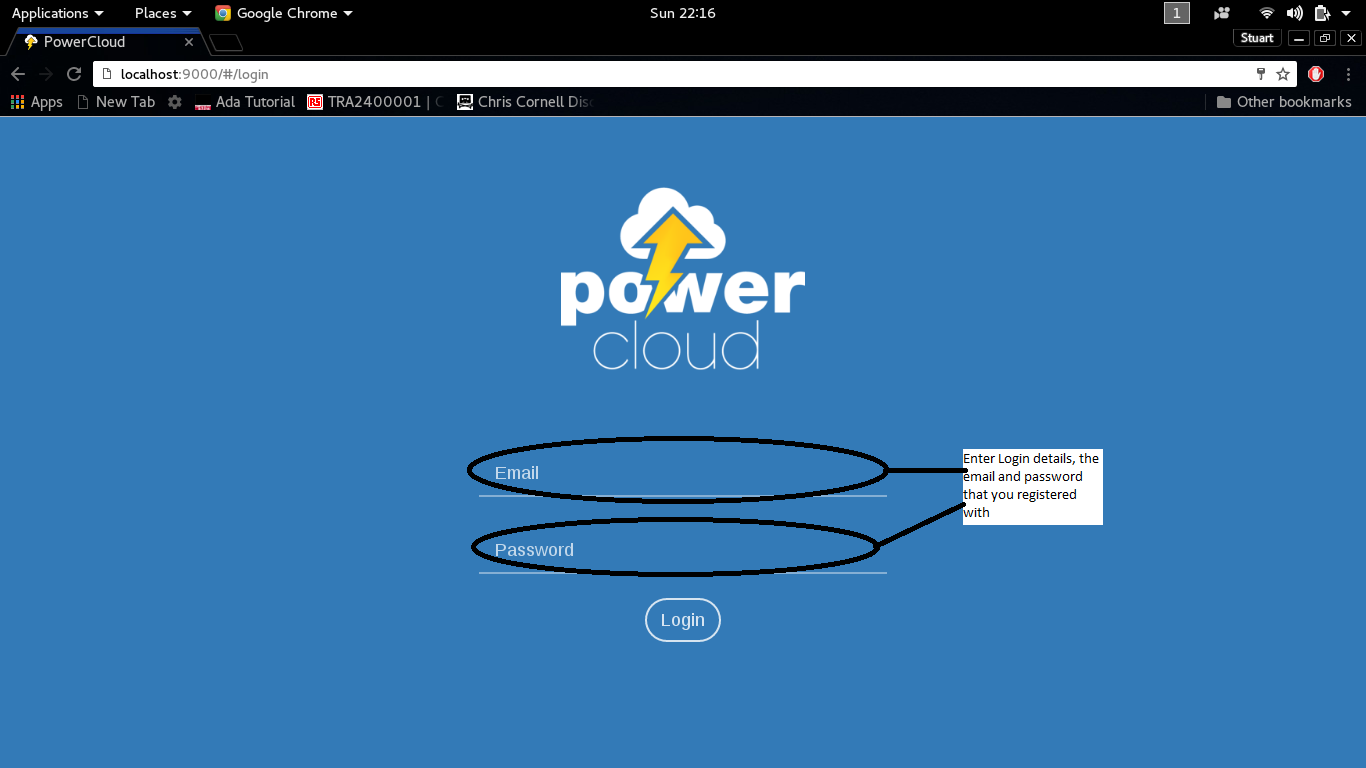 Applications Places Google Chrome Sun 22:16 1
PowerCloud Stuart
localhost:9000/#/login
Apps New Tab Ada Tutorial TRA2400001 | Chris Cornell Other bookmarks
power
cloud
Email
Password
Login
Enter Login details, the
email and password
that you registered
with